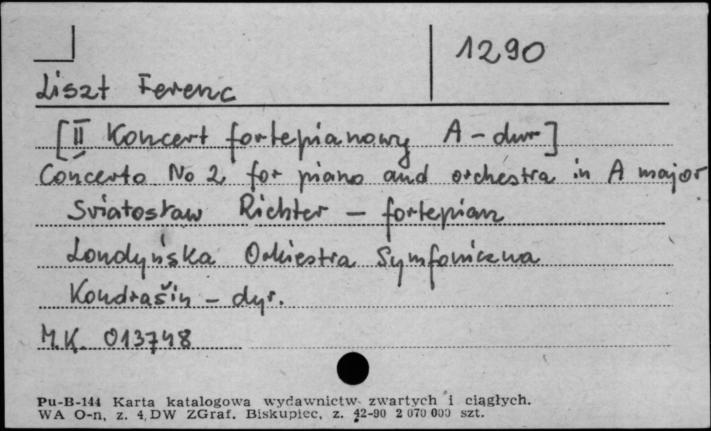 1290
Liszt Ferenc
[II Koncert fortepianowy A-dur]
Concerto No 2 for piano and orchestra in A major
Sviatosław Richter - fortepian
Londyńska Orkiestra Symfoniczna
Kondrašin - dyr.
M.K. 013748
Pu-B-144 Karta katalogowa wydawnictw zwartych i ciągłych.
WA O-n, z. 4, DW ZGraf. Biskupiec, z. 42-90 2 070 000 szt.